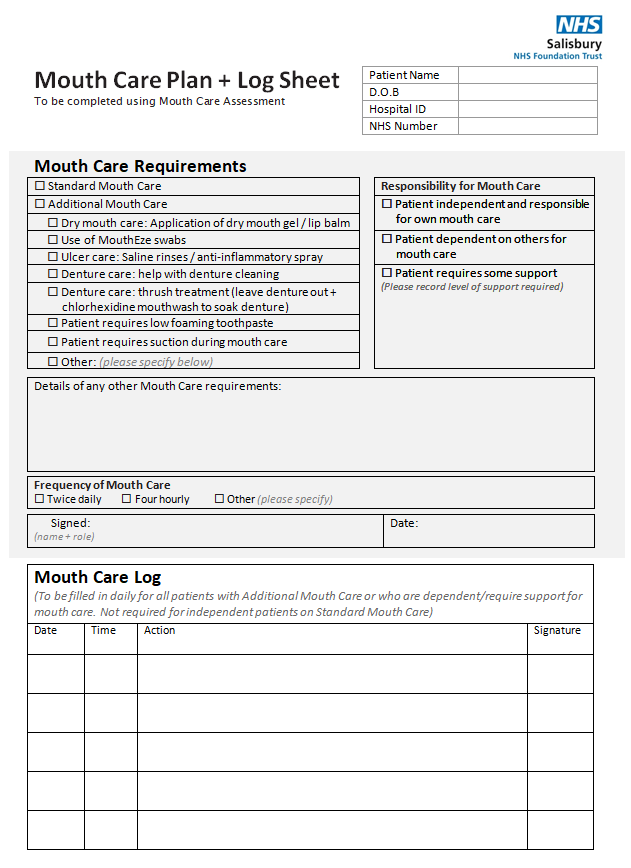 NHS
Salisbury
NHS Foundation Trust
Mouth Care Plan + Log Sheet
To be completed using Mouth Care Assessment
Patient Name
D.O.B
Hospital ID
NHS Number
Mouth Care Requirements
Standard Mouth Care
Additional Mouth Care
Dry mouth care: Application of dry mouth gel / lip balm
Use of MouthEze swabs
Ulcer care: Saline rinses / anti-inflammatory spray
Denture care: help with denture cleaning
Denture care: thrush treatment (leave denture out +
chlorhexidine mouthwash to soak denture)
Patient requires low foaming toothpaste
Patient requires suction during mouth care
Other: (please specify below)
Responsibility for Mouth Care
Patient independent and responsible
for own mouth care
Patient dependent on others for
mouth care
Patient requires some support
(Please record level of support required)
Details of any other Mouth Care requirements:
Frequency of Mouth Care
Twice daily Four hourly Other (please specify)
Signed: Date:
(name + role)
Mouth Care Log
(To be filled in daily for all patients with Additional Mouth Care or who are dependent/require support for
mouth care. Not required for independent patients on Standard Mouth Care)
Date Time Action Signature